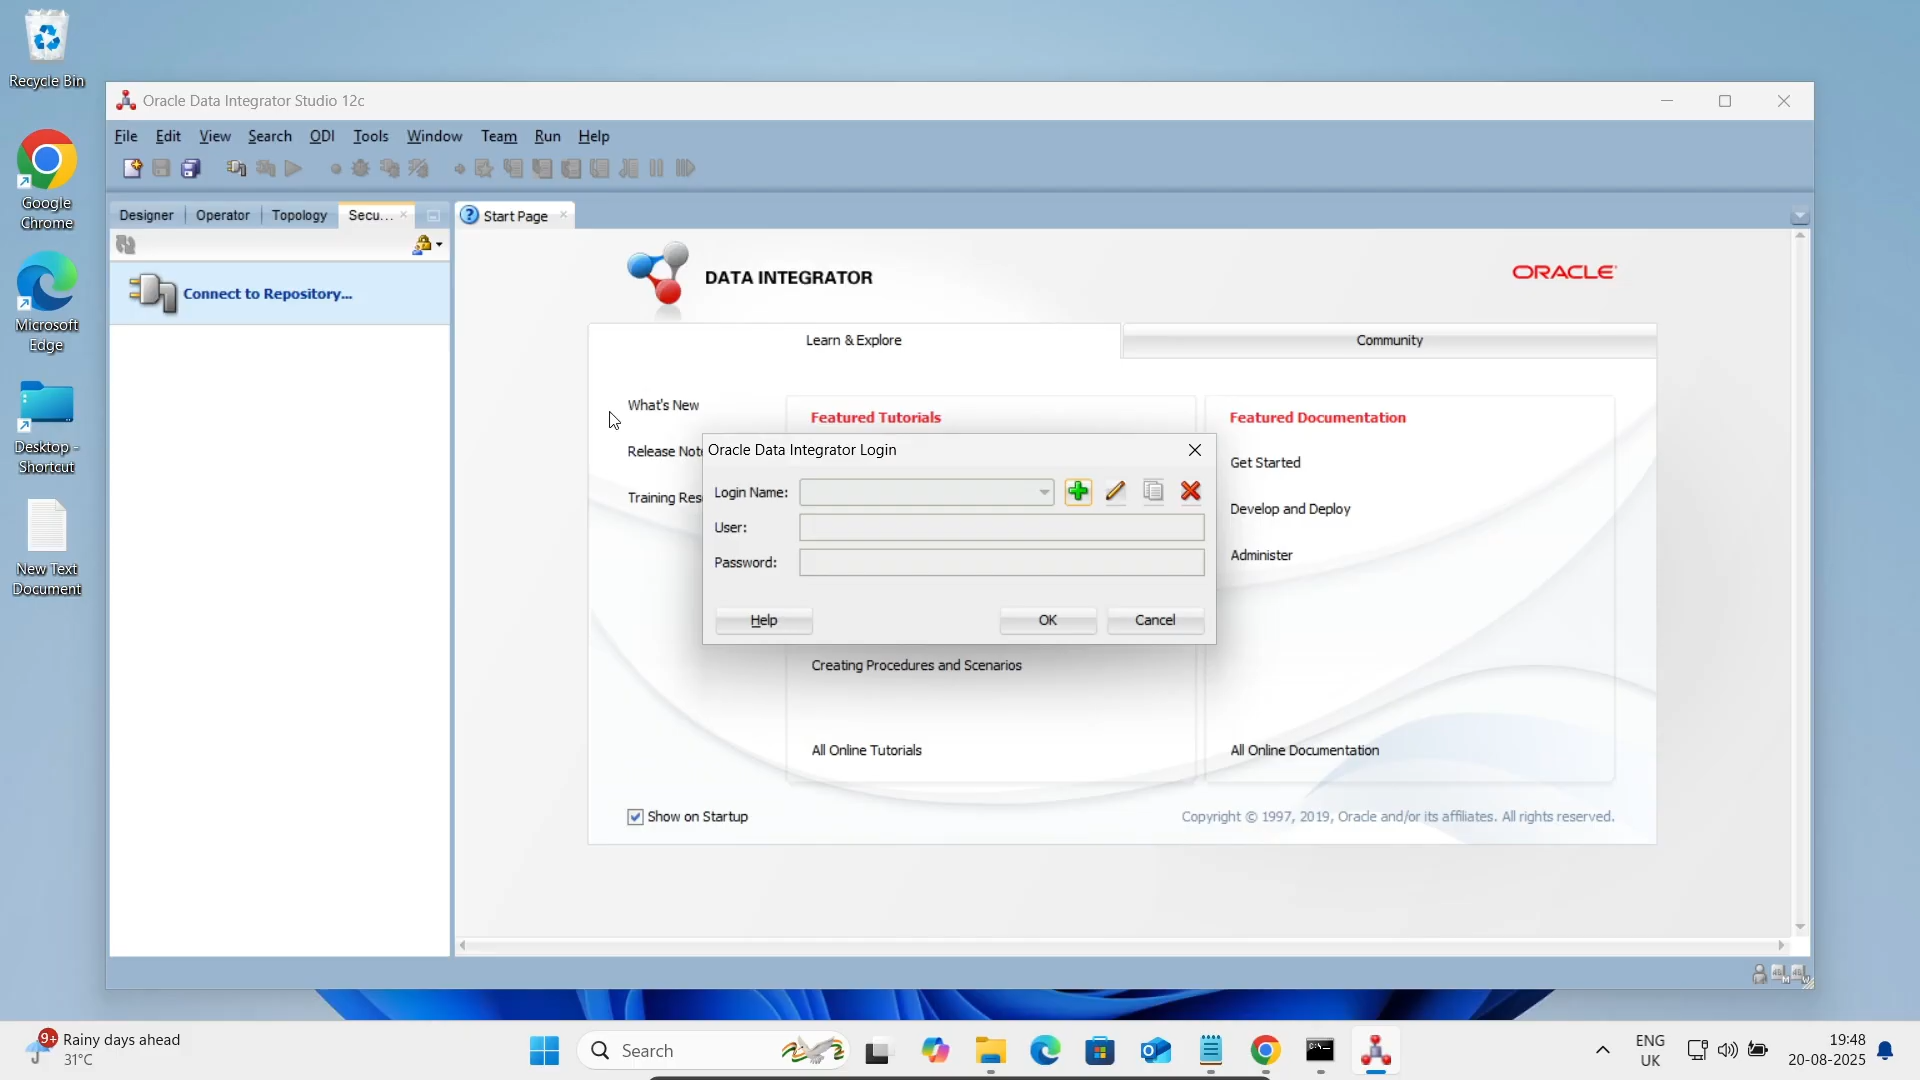 Recycle Bin
Google
Chrome
Microsoft
Edge
Desktop -
Shortcut
New Text
Document
Oracle Data Integrator Studio 12c
File Edit View Search ODI Tools Window Team Run Help
Designer Operator Topology Secu...
Start Page
Connect to Repository...
DATA INTEGRATOR
ORACLE
Learn & Explore
Community
What's New
Release Not
Training Res
Featured Tutorials
Featured Documentation
Get Started
Develop and Deploy
Administer
Oracle Data Integrator Login
Login Name:
User:
Password:
Help
OK
Cancel
Creating Procedures and Scenarios
All Online Tutorials
All Online Documentation
Show on Startup
Copyright © 1997, 2019, Oracle and/or its affiliates. All rights reserved.
9+
Rainy days ahead
31°C
Search
ENG
UK
19:48
20-08-2025